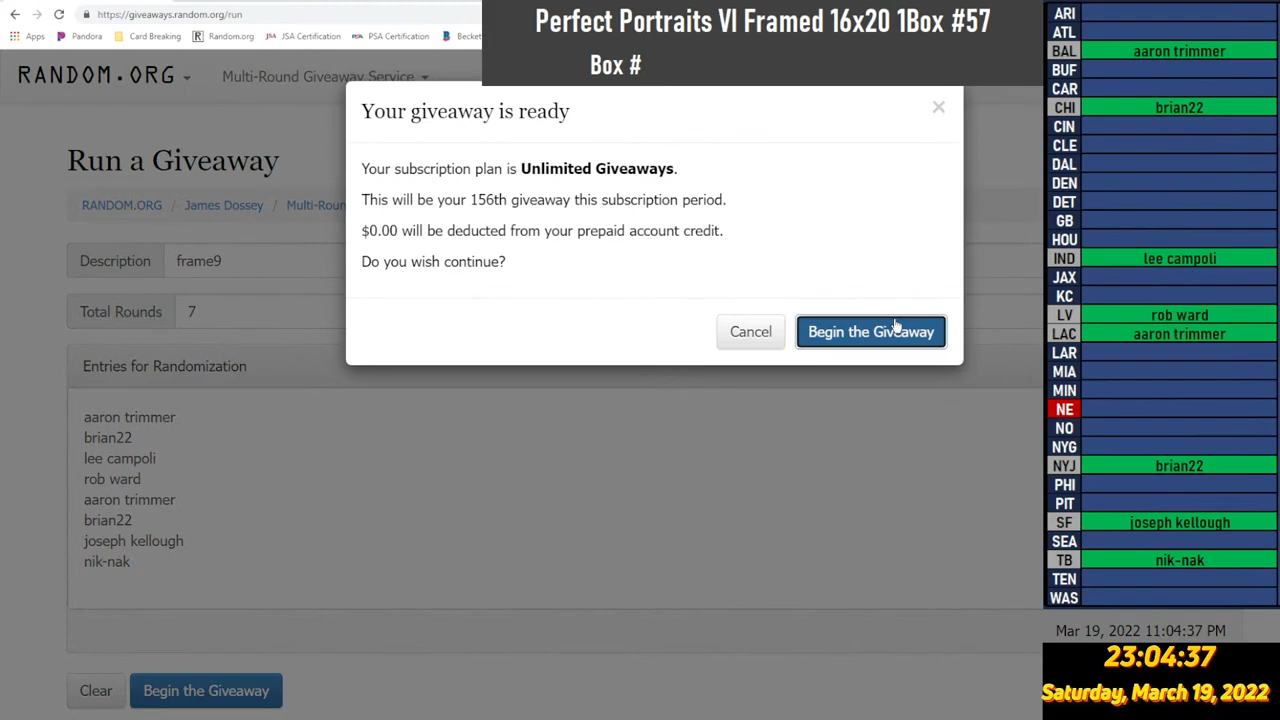 https://giveaways.random.org/run
Apps
Pandora
Card Breaking
R Random.org
JSA Certification
PSA Certification
Beckett
Perfect Portraits VI Framed 16x20 1Box #57
Box #
RANDOM.ORG
Multi-Round Giveaway Service
Run a Giveaway
RANDOM.ORG / James Dossey / Multi-Roun
Description
frame9
Total Rounds
7
Entries for Randomization
aaron trimmer
brian22
lee campoli
rob ward
aaron trimmer
brian22
joseph kellough
nik-nak
Clear
Begin the Giveaway
Your giveaway is ready
×
Your subscription plan is Unlimited Giveaways.
This will be your 156th giveaway this subscription period.
$0.00 will be deducted from your prepaid account credit.
Do you wish continue?
Cancel
Begin the Giveaway
ARI
ATL
BAL aaron trimmer
BUF
CAR
CHI brian22
CIN
CLE
DAL
DEN
DET
GB
HOU
IND lee campoli
JAX
KC
LV rob ward
LAC aaron trimmer
LAR
MIA
MIN
NE
NO
NYG
NYJ brian22
PHI
PIT
SF joseph kellough
SEA
TB nik-nak
TEN
WAS
Mar 19, 2022 11:04:37 PM
23:04:37
Saturday, March 19, 2022